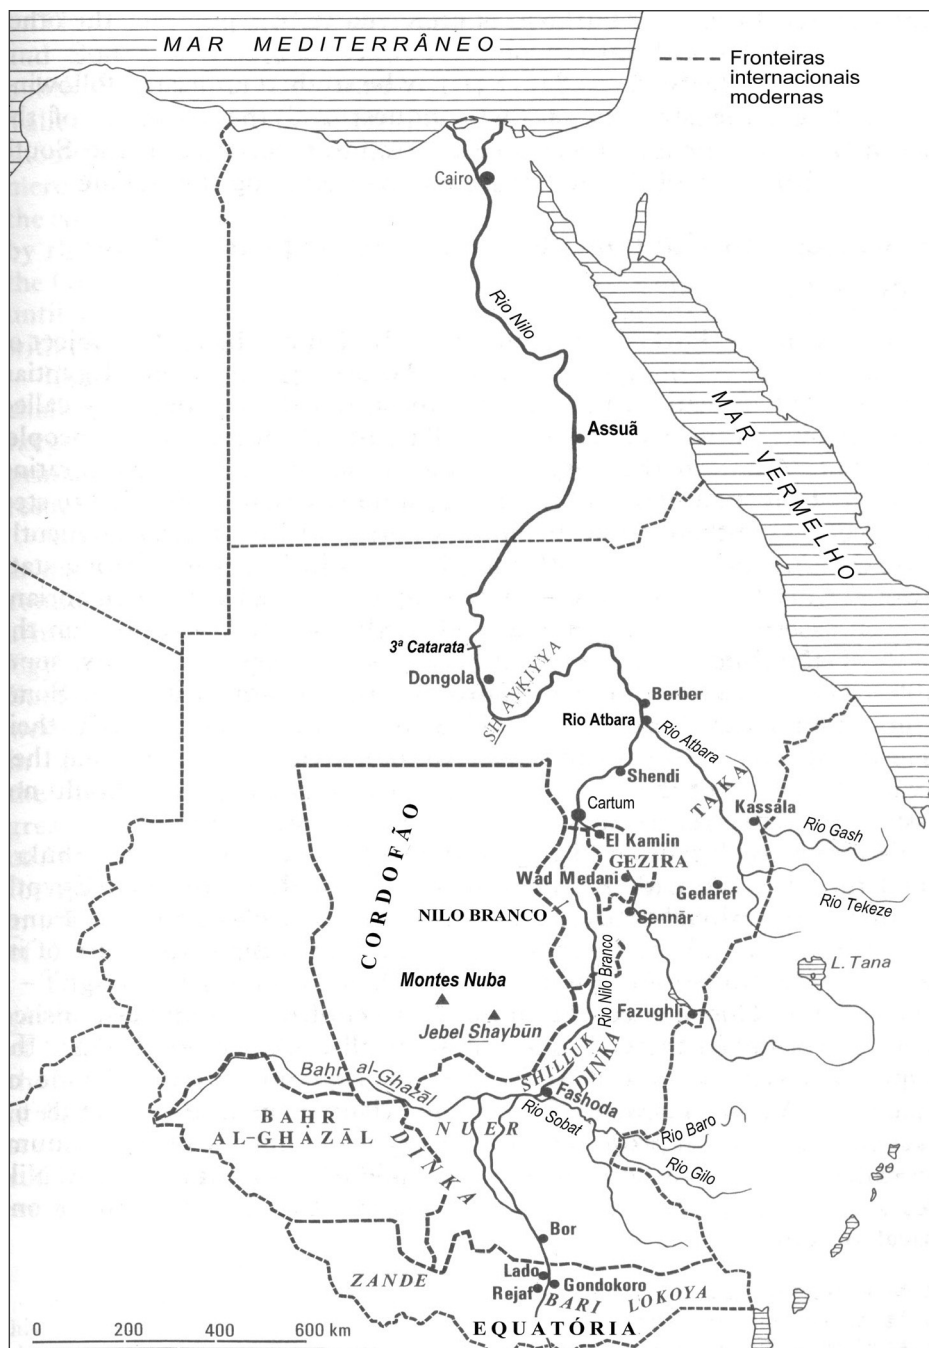 MAR MEDITERRÂNEO
Fronteiras
internacionais
modernas
Cairo
Rio Nilo
Assuã
MAR VERMELHO
3ª Catarata
Dongola
SHAYKIYYA
Berber
Rio Atbara
Rio Atbara
Shendi
TAKA
Cartum
Kassala
Rio Gash
El Kamlin
GEZIRA
Wad Medani
Gedaref
Rio Tekeze
CORDOFÃO
NILO BRANCO
Sennār
Rio Nilo Branco
L. Tana
Montes Nuba
Jebel Shaybūn
Fazughli
SHILLUK
DINKA
Baḥr al-Ghazāl
Fashoda
Rio Sobat
BAḤR
AL-GHAZĀL
NUER
DINKA
Rio Baro
Rio Gilo
Bor
ZANDE
Lado
Rejaf
Gondokoro
BARI
LOKOYA
EQUATÓRIA
0 200 400 600 km